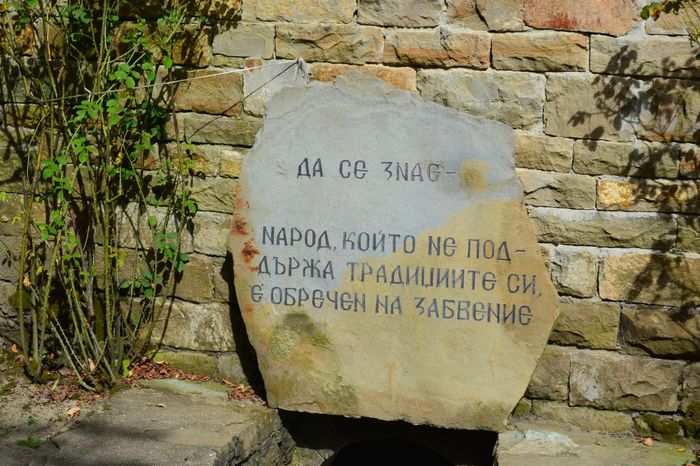 ДА СЕ ЗНАЕ-
НАРОД, КОЙТО НЕ ПОД-
ДЪРЖА ТРАДИЦИИТЕ СИ,
Е ОБРЕЧЕН НА ЗАБВЕНИЕ